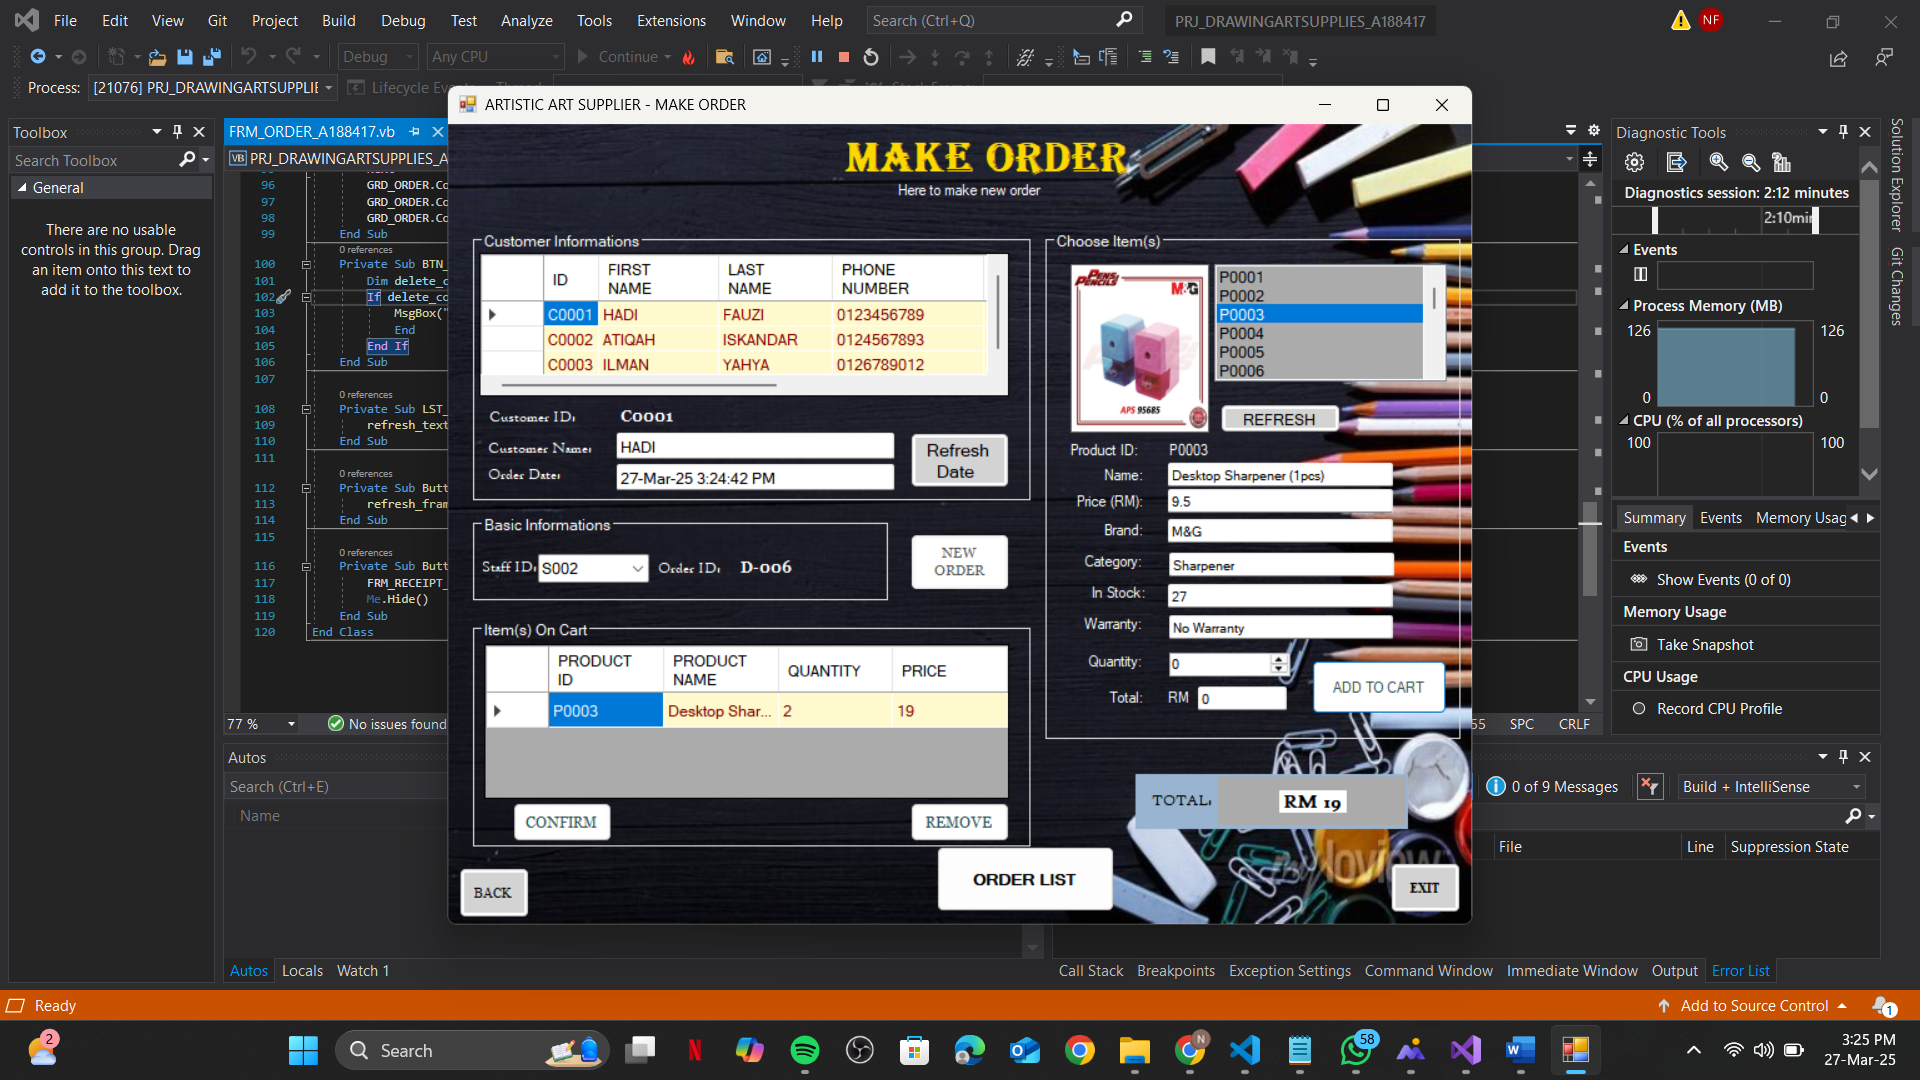 File Edit View Git Project Build Debug Test Analyze Tools Extensions Window Help Search (Ctrl+Q) PRJ_DRAWINGARTSUPPLIES_A188417 NF
Debug Any CPU Continue
Process: [21076] PRJ_DRAWINGARTSUPPLIE Lifecycle Events
Toolbox
Search Toolbox
General
There are no usable
controls in this group. Drag
an item onto this text to
add it to the toolbox.
FRM_ORDER_A188417.vb
VB PRJ_DRAWINGARTSUPPLIES_A
96 GRD_ORDER.Co
97 GRD_ORDER.Co
98 GRD_ORDER.Co
99 End Sub
0 references
100 Private Sub BTN_
101 Dim delete_c
102 If delete_co
103 MsgBox("
104 End
105 End If
106 End Sub
107
0 references
108 Private Sub LST_
109 refresh_text
110 End Sub
111
0 references
112 Private Sub Butt
113 refresh_fram
114 End Sub
115
0 references
116 Private Sub Butt
117 FRM_RECEIPT_
118 Me.Hide()
119 End Sub
120 End Class
77 % No issues found
SPC CRLF
Autos
Search (Ctrl+E)
Name
Autos Locals Watch 1
ARTISTIC ART SUPPLIER - MAKE ORDER
MAKE ORDER
Here to make new order
Customer Informations
ID FIRST NAME LAST NAME PHONE NUMBER
C0001 HADI FAUZI 0123456789
C0002 ATIQAH ISKANDAR 0124567893
C0003 ILMAN YAHYA 0126789012
Customer ID: C0001
Customer Name: HADI
Order Date: 27-Mar-25 3:24:42 PM
Refresh
Date
Basic Informations
Staff ID: S002 Order ID: D-006
NEW
ORDER
Item(s) On Cart
PRODUCT ID PRODUCT NAME QUANTITY PRICE
P0003 Desktop Shar... 2 19
CONFIRM REMOVE
BACK
ORDER LIST
EXIT
Choose Item(s)
PENS
PENCILS
M&G
APS 95685
P0001
P0002
P0003
P0004
P0005
P0006
REFRESH
Product ID: P0003
Name: Desktop Sharpener (1pcs)
Price (RM): 9.5
Brand: M&G
Category: Sharpener
In Stock: 27
Warranty: No Warranty
Quantity: 0
Total: RM 0
ADD TO CART
TOTAL: RM 19
Diagnostic Tools
Diagnostics session: 2:12 minutes
2:10min
Events
Process Memory (MB)
126 126
0 0
CPU (% of all processors)
100 100
Summary Events Memory Usag
Events
Show Events (0 of 0)
Memory Usage
Take Snapshot
CPU Usage
Record CPU Profile
Solution Explorer
Git Changes
0 of 9 Messages Build + IntelliSense
File Line Suppression State
Call Stack Breakpoints Exception Settings Command Window Immediate Window Output Error List
Ready Add to Source Control 1
2 Search N 58
3:25 PM
27-Mar-25